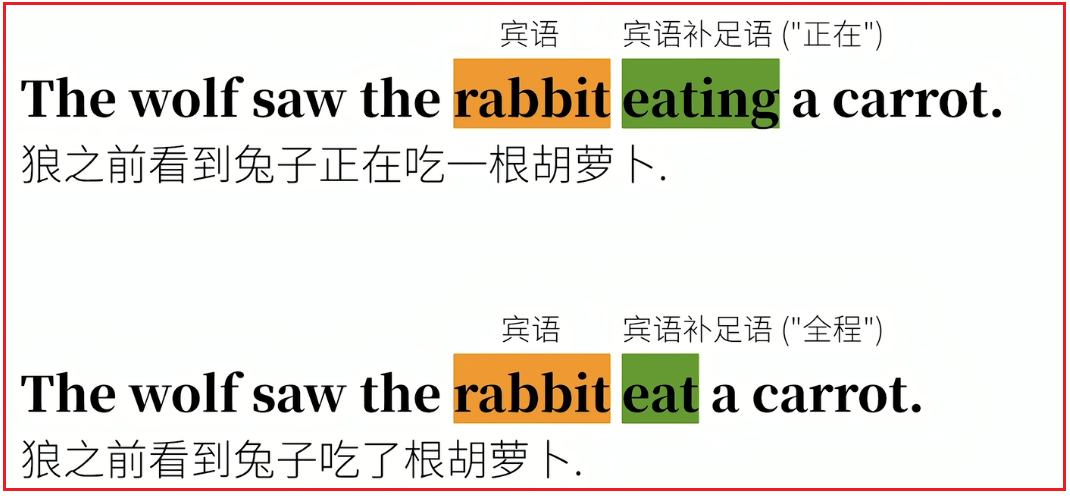 宾语 宾语补足语 ("正在")
The wolf saw the rabbit eating a carrot.
狼之前看到兔子正在吃一根胡萝卜.
宾语 宾语补足语 ("全程")
The wolf saw the rabbit eat a carrot.
狼之前看到兔子吃了根胡萝卜.